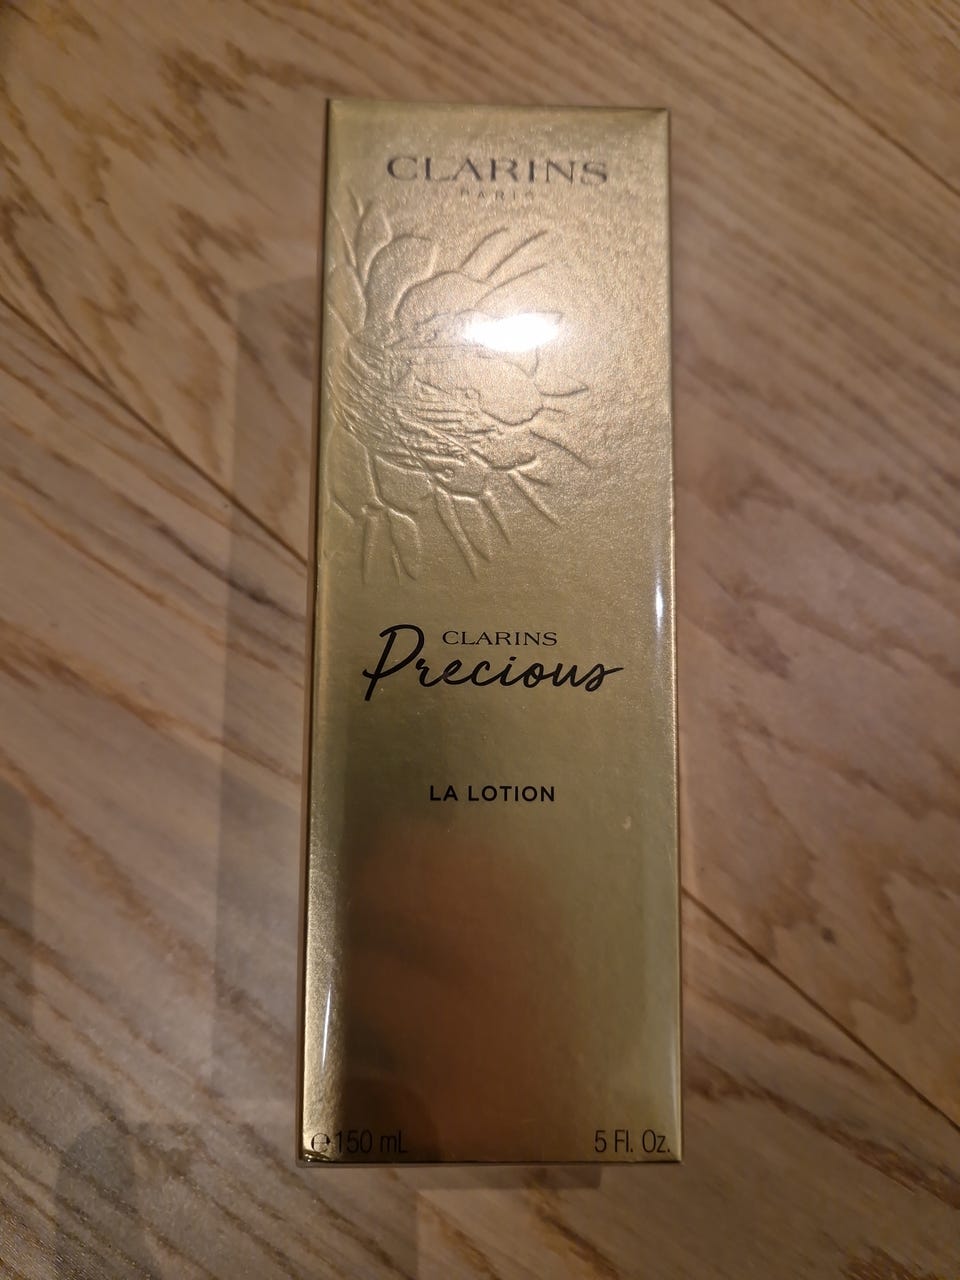 CLARINS
PARIS
CLARINS
Precious
LA LOTION
℮150 mL 5 Fl. Oz.